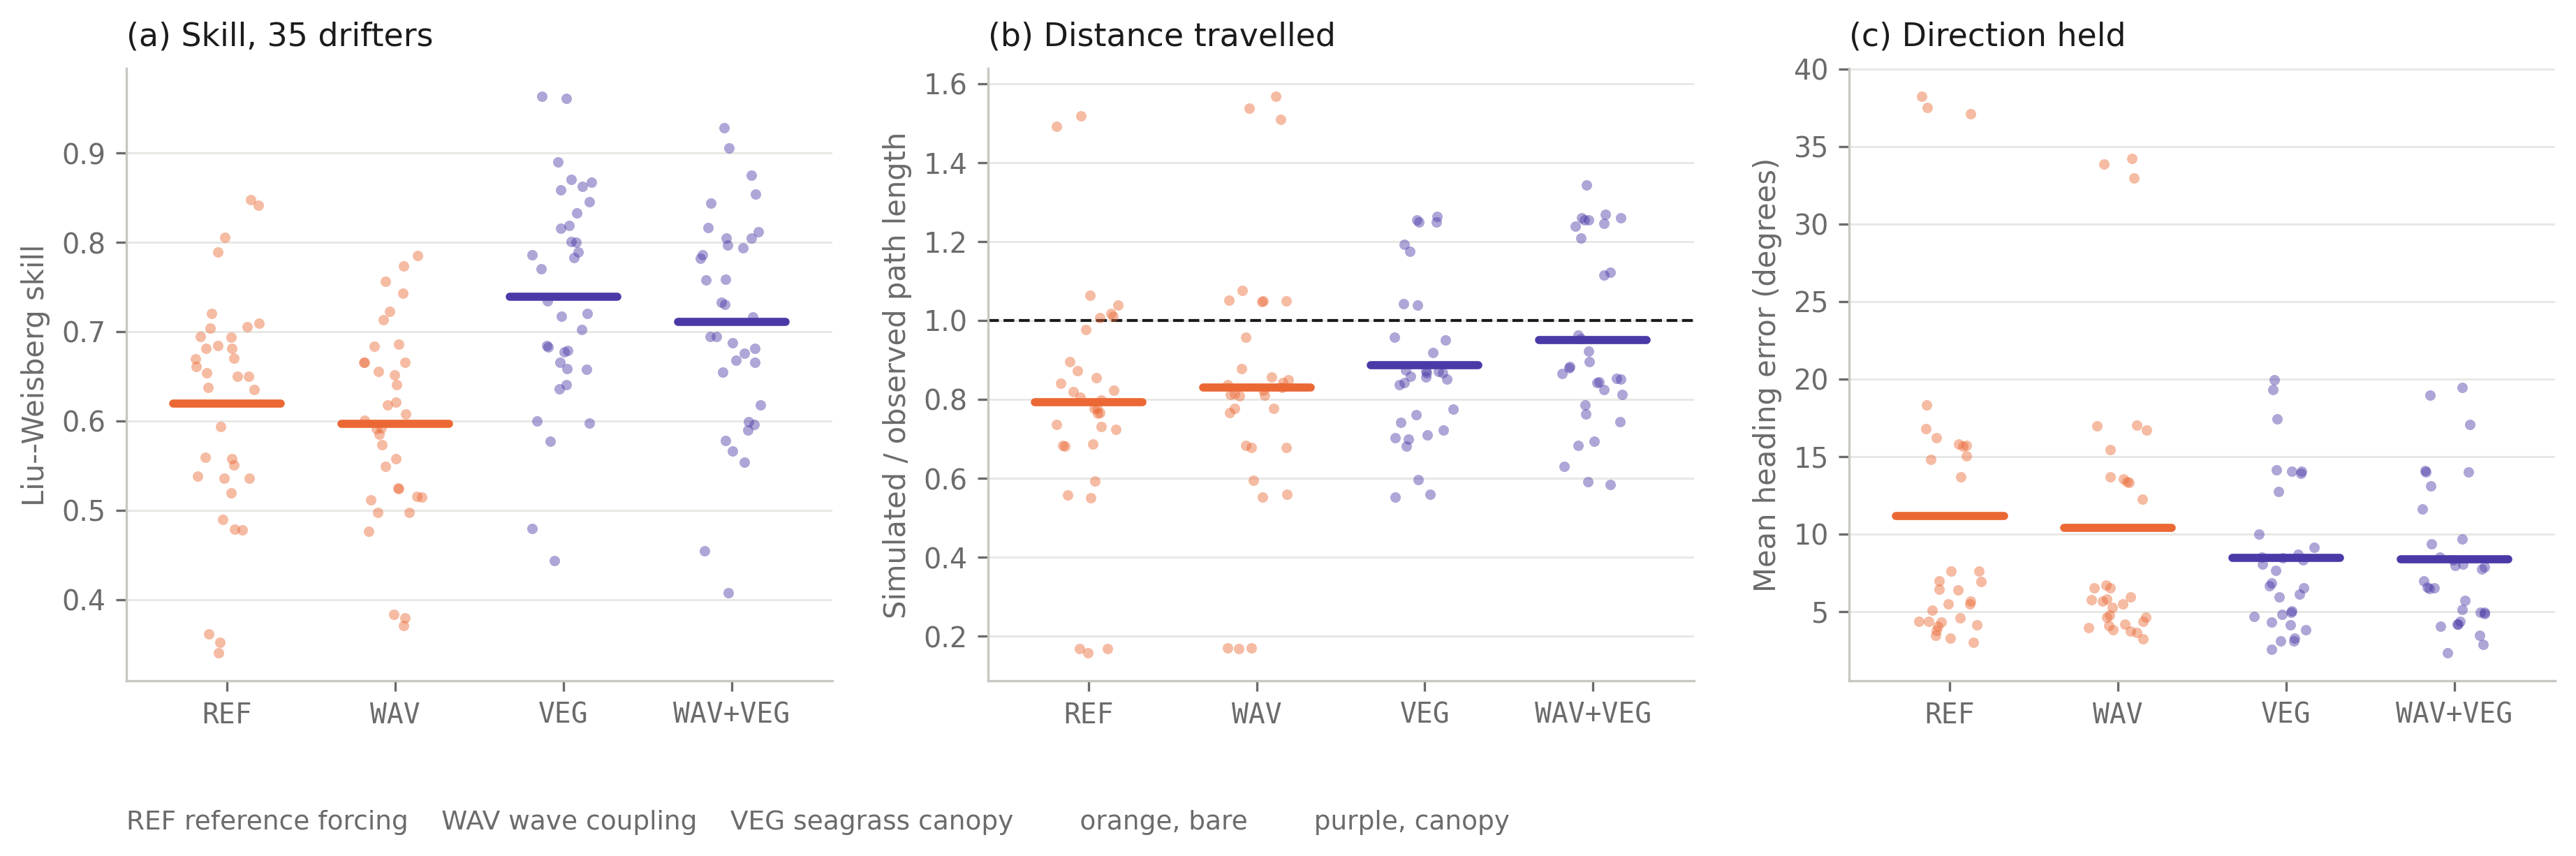 (a) Skill, 35 drifters
Liu--Weisberg skill
0.9
0.8
0.7
0.6
0.5
0.4
REF WAV VEG WAV+VEG
(b) Distance travelled
Simulated / observed path length
1.6
1.4
1.2
1.0
0.8
0.6
0.4
0.2
REF WAV VEG WAV+VEG
(c) Direction held
Mean heading error (degrees)
40
35
30
25
20
15
10
5
REF WAV VEG WAV+VEG
REF reference forcing WAV wave coupling VEG seagrass canopy orange, bare purple, canopy